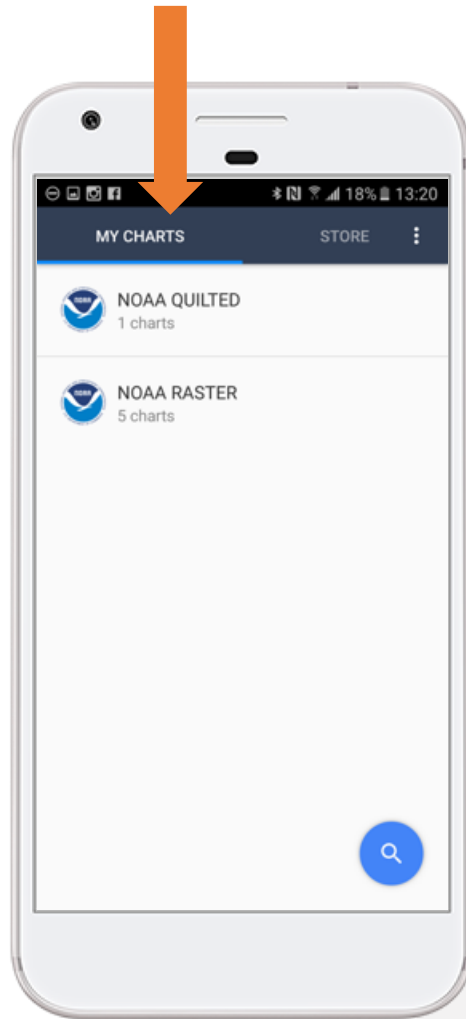 18% 13:20
MY CHARTS STORE
NOAA QUILTED
1 charts
NOAA RASTER
5 charts